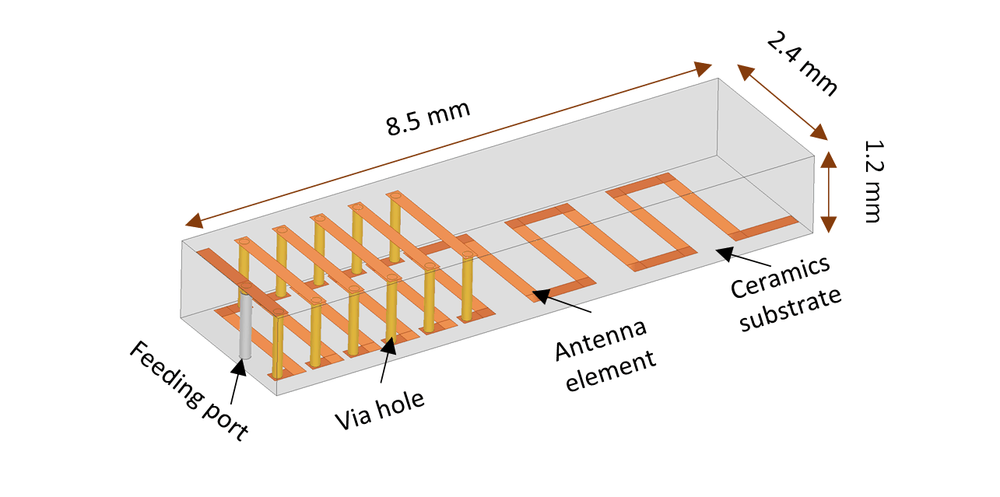 8.5 mm
2.4 mm
1.2 mm
Ceramics
substrate
Antenna
element
Via hole
Feeding port